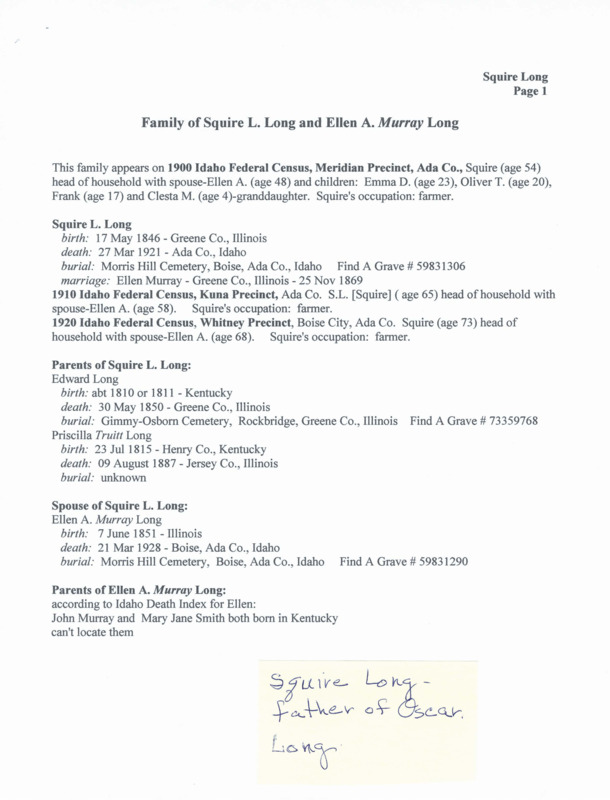 Squire Long
Page 1
Family of Squire L. Long and Ellen A. Murray Long
This family appears on 1900 Idaho Federal Census, Meridian Precinct, Ada Co., Squire (age 54)
head of household with spouse-Ellen A. (age 48) and children: Emma D. (age 23), Oliver T. (age 20),
Frank (age 17) and Clesta M. (age 4)-granddaughter. Squire's occupation: farmer.
Squire L. Long
birth: 17 May 1846 - Greene Co., Illinois
death: 27 Mar 1921 - Ada Co., Idaho
burial: Morris Hill Cemetery, Boise, Ada Co., Idaho Find A Grave # 59831306
marriage: Ellen Murray - Greene Co., Illinois - 25 Nov 1869
1910 Idaho Federal Census, Kuna Precinct, Ada Co. S.L. [Squire] ( age 65) head of household with
spouse-Ellen A. (age 58). Squire's occupation: farmer.
1920 Idaho Federal Census, Whitney Precinct, Boise City, Ada Co. Squire (age 73) head of
household with spouse-Ellen A. (age 68). Squire's occupation: farmer.
Parents of Squire L. Long:
Edward Long
birth: abt 1810 or 1811 - Kentucky
death: 30 May 1850 - Greene Co., Illinois
burial: Gimmy-Osborn Cemetery, Rockbridge, Greene Co., Illinois Find A Grave # 73359768
Priscilla Truitt Long
birth: 23 Jul 1815 - Henry Co., Kentucky
death: 09 August 1887 - Jersey Co., Illinois
burial: unknown
Spouse of Squire L. Long:
Ellen A. Murray Long
birth: 7 June 1851 - Illinois
death: 21 Mar 1928 - Boise, Ada Co., Idaho
burial: Morris Hill Cemetery, Boise, Ada Co., Idaho Find A Grave # 59831290
Parents of Ellen A. Murray Long:
according to Idaho Death Index for Ellen:
John Murray and Mary Jane Smith both born in Kentucky
can't locate them
Squire Long -
father of Oscar.
Long